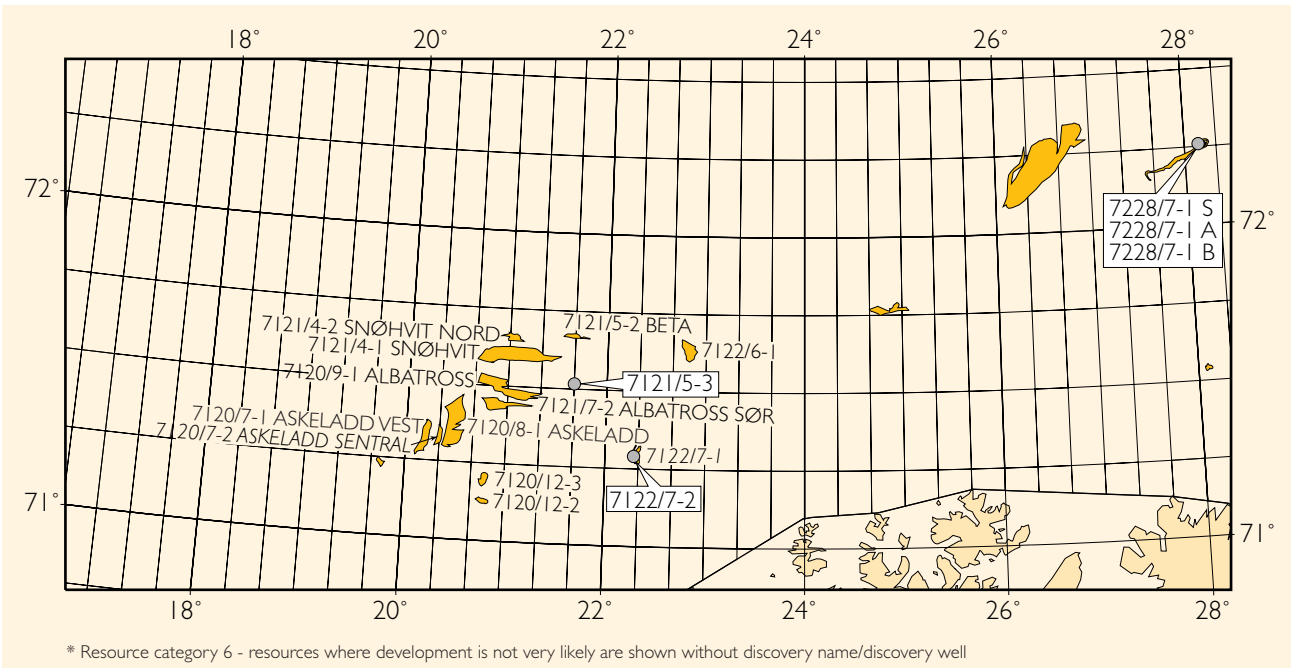 18° 20° 22° 24° 26° 28°
72°
72°
7228/7-1 S
7228/7-1 A
7228/7-1 B
7121/4-2 SNØHVIT NORD
7121/5-2 BETA
7121/4-1 SNØHVIT
7122/6-1
7120/9-1 ALBATROSS
7121/5-3
7121/7-2 ALBATROSS SØR
7120/7-1 ASKELADD VEST
7120/8-1 ASKELADD
7120/7-2 ASKELADD SENTRAL
7122/7-1
7120/12-3
7122/7-2
7120/12-2
71°
71°
18° 20° 22° 24° 26° 28°
* Resource category 6 - resources where development is not very likely are shown without discovery name/discovery well